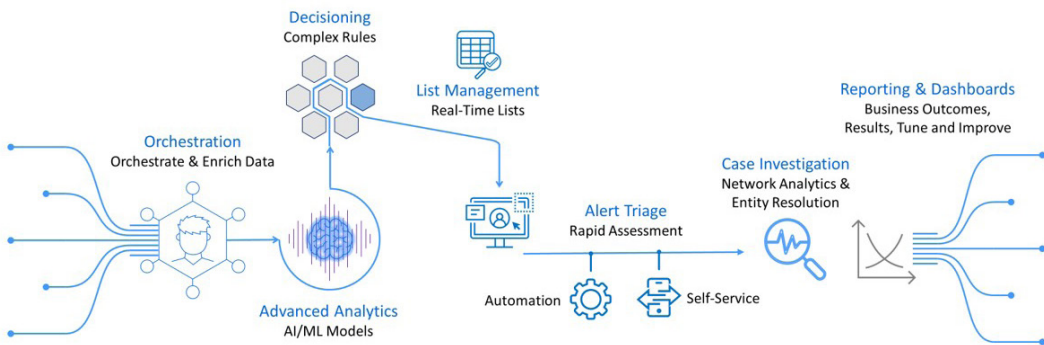 Orchestration
Orchestrate & Enrich Data
Advanced Analytics
AI/ML Models
Decisioning
Complex Rules
List Management
Real-Time Lists
Alert Triage
Rapid Assessment
Automation
Self-Service
Case Investigation
Network Analytics &
Entity Resolution
Reporting & Dashboards
Business Outcomes,
Results, Tune and Improve